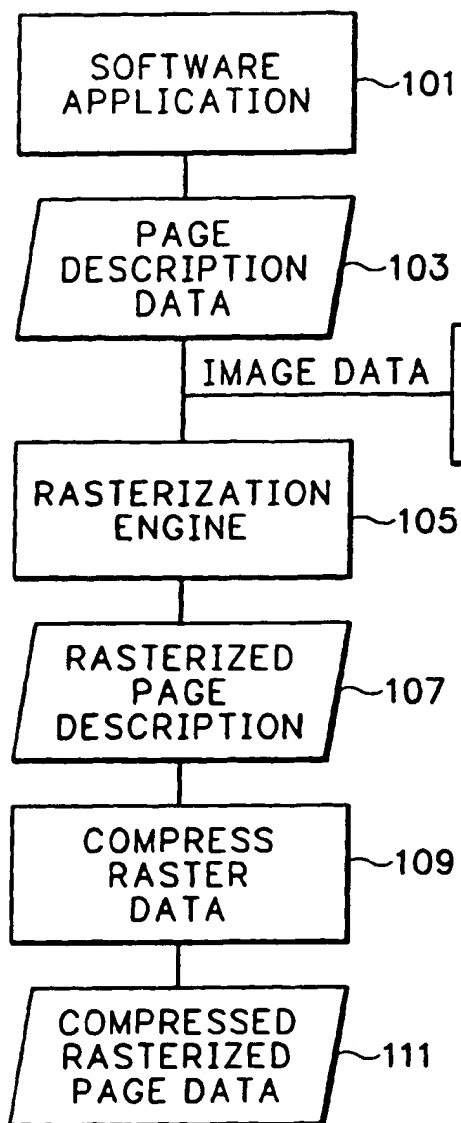 SOFTWARE
APPLICATION
101
PAGE
DESCRIPTION
DATA
103
IMAGE DATA
RASTERIZATION
ENGINE
105
RASTERIZED
PAGE
DESCRIPTION
107
COMPRESS
RASTER
DATA
109
COMPRESSED
RASTERIZED
PAGE DATA
111